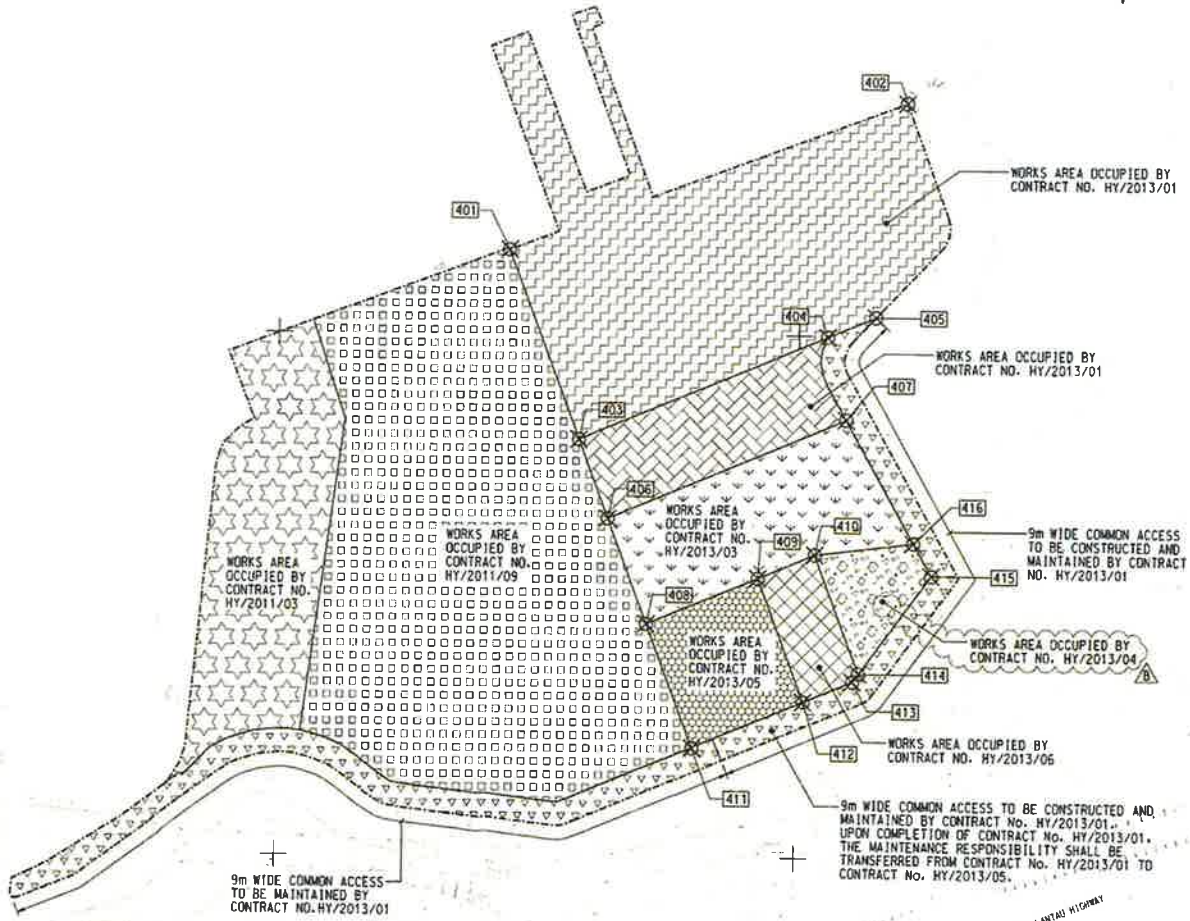 402
WORKS AREA OCCUPIED BY
CONTRACT NO. HY/2013/01
401
404
405
WORKS AREA OCCUPIED BY
CONTRACT NO. HY/2013/01
407
403
406
WORKS AREA
OCCUPIED BY
CONTRACT NO.
HY/2013/03
410
409
416
9m WIDE COMMON ACCESS
TO BE CONSTRUCTED AND
MAINTAINED BY CONTRACT
NO. HY/2013/01
415
WORKS AREA
OCCUPIED BY
CONTRACT NO.
HY/2011/09
WORKS AREA
OCCUPIED BY
CONTRACT NO.
HY/2011/03
408
WORKS AREA
OCCUPIED BY
CONTRACT NO.
HY/2013/05
WORKS AREA OCCUPIED BY
CONTRACT NO. HY/2013/04
B
414
413
412
WORKS AREA OCCUPIED BY
CONTRACT NO. HY/2013/06
411
9m WIDE COMMON ACCESS TO BE CONSTRUCTED AND
MAINTAINED BY CONTRACT No. HY/2013/01.
UPON COMPLETION OF CONTRACT No. HY/2013/01.
THE MAINTENANCE RESPONSIBILITY SHALL BE
TRANSFERRED FROM CONTRACT No. HY/2013/01 TO
CONTRACT No. HY/2013/05.
9m WIDE COMMON ACCESS
TO BE MAINTAINED BY
CONTRACT NO. HY/2013/01
LANTAU HIGHWAY